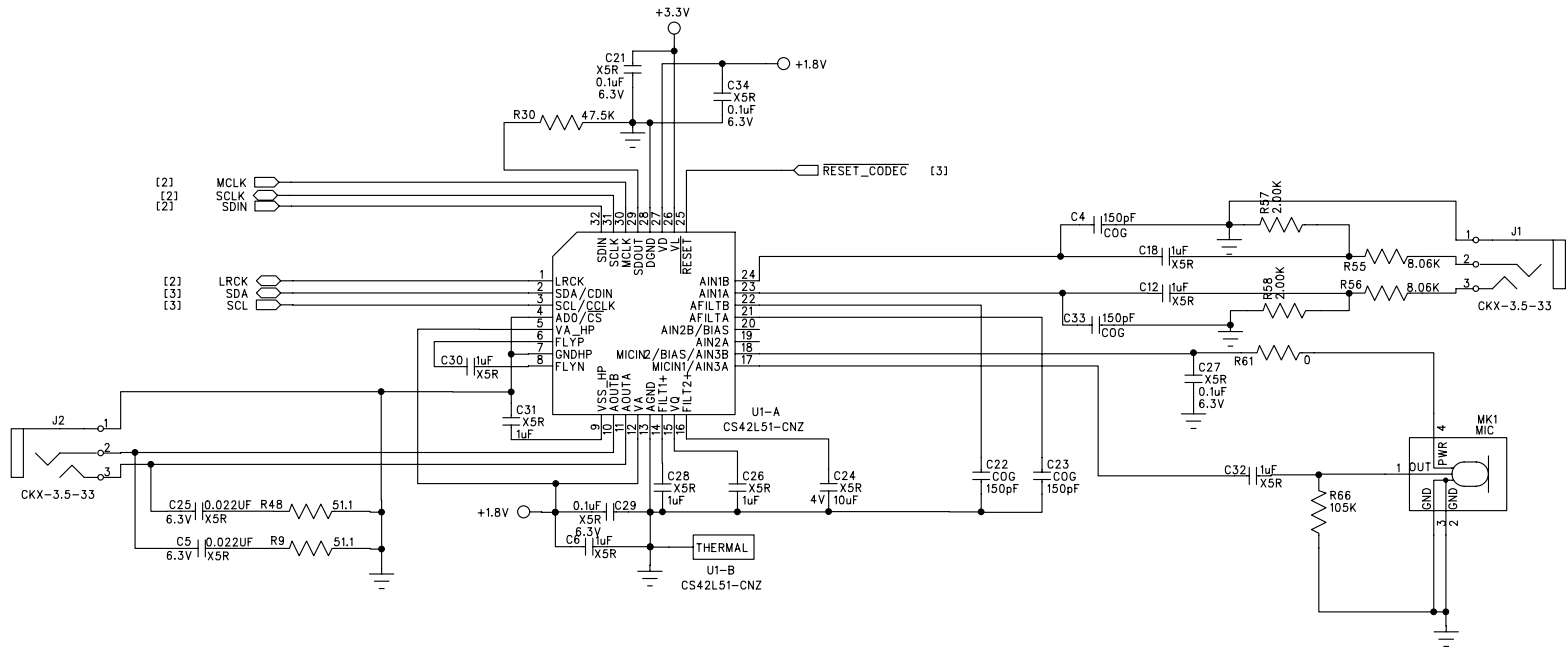 +3.3V
C21
X5R
0.1uF
6.3V
+1.8V
C34
X5R
0.1uF
6.3V
R30 47.5K
RESET_CODEC [3]
[2] MCLK
[2] SCLK
[2] SDIN
32 31 30 29 28 27 26 25
SDIN SCLK MCLK SDOUT DGND VD VL RESET
[2] LRCK
[3] SDA
[3] SCL
1 LRCK
2 SDA/CDIN
3 SCL/CCLK
4 AD0/CS
5 VA_HP
6 FLYP
7 GNDHP
8 FLYN
AIN1B 24
AIN1A 23
AFILTB 22
AFILTA 21
AIN2B/BIAS 20
AIN2A 19
MICIN2/BIAS/AIN3B 18
MICIN1/AIN3A 17
VSS_HP AOUTB AOUTA VA AGND FILT1+ VQ FILT2+
9 10 11 12 13 14 15 16
U1-A
CS42L51-CNZ
C4 150pF
COG
R57
2.00K
C18 1uF
X5R
R55 8.06K
C12 1uF
X5R
R58
2.00K
R56 8.06K
C33 150pF
COG
1 J1
2
3
CKX-3.5-33
R61 0
C27
X5R
0.1uF
6.3V
C30 1uF
X5R
C31
X5R
1uF
J2 1
2
3
CKX-3.5-33
C25 0.022UF R48 51.1
6.3V X5R
C5 0.022UF R9 51.1
6.3V X5R
+1.8V
0.1uF C29
X5R
6.3V
C6 1uF
X5R
C28
X5R
1uF
C26
X5R
1uF
C24
X5R
4V 10uF
C22
COG
150pF
C23
COG
150pF
THERMAL
U1-B
CS42L51-CNZ
C32 1uF
X5R
R66
105K
MK1
MIC
4
PWR
1 OUT
GND GND
3 2